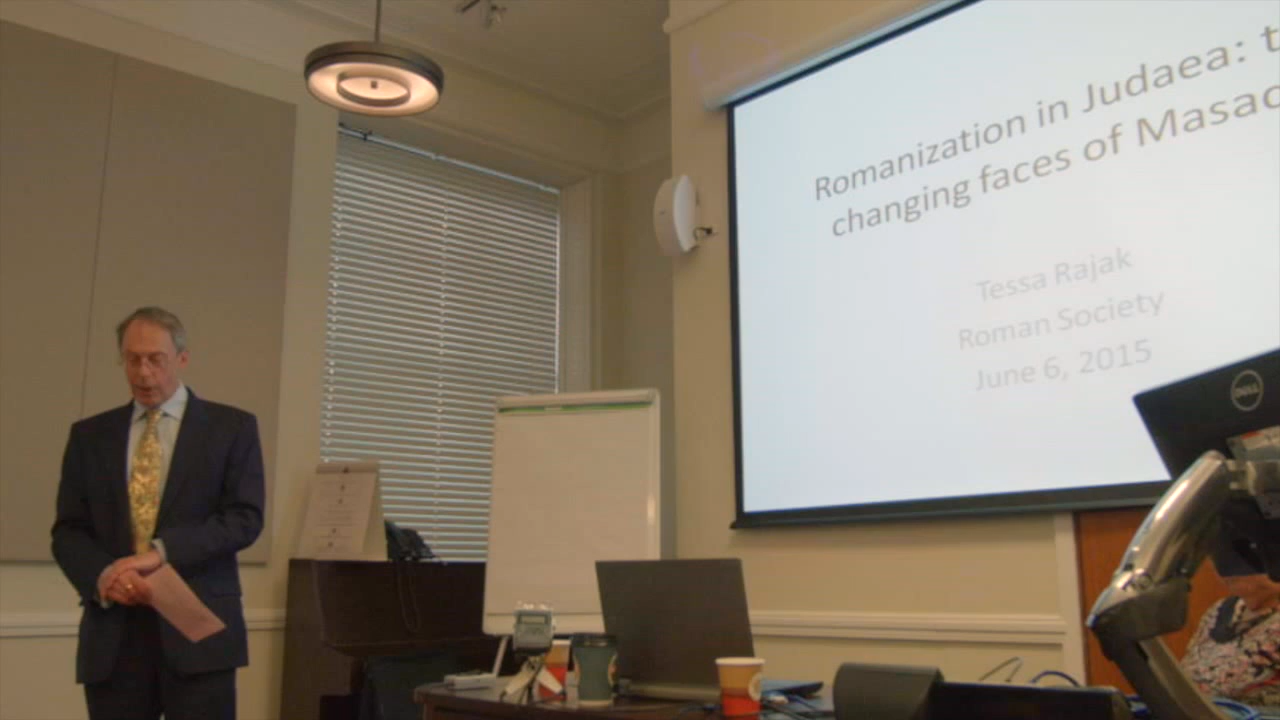 Romanization in Judaea: t
changing faces of Masad
Tessa Rajak
Roman Society
June 6, 2015
DELL